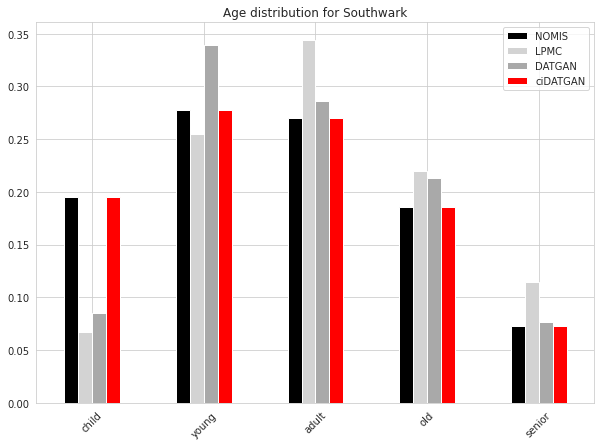 Age distribution for Southwark
NOMIS
LPMC
DATGAN
ciDATGAN
0.35
0.30
0.25
0.20
0.15
0.10
0.05
0.00
child
young
adult
old
senior